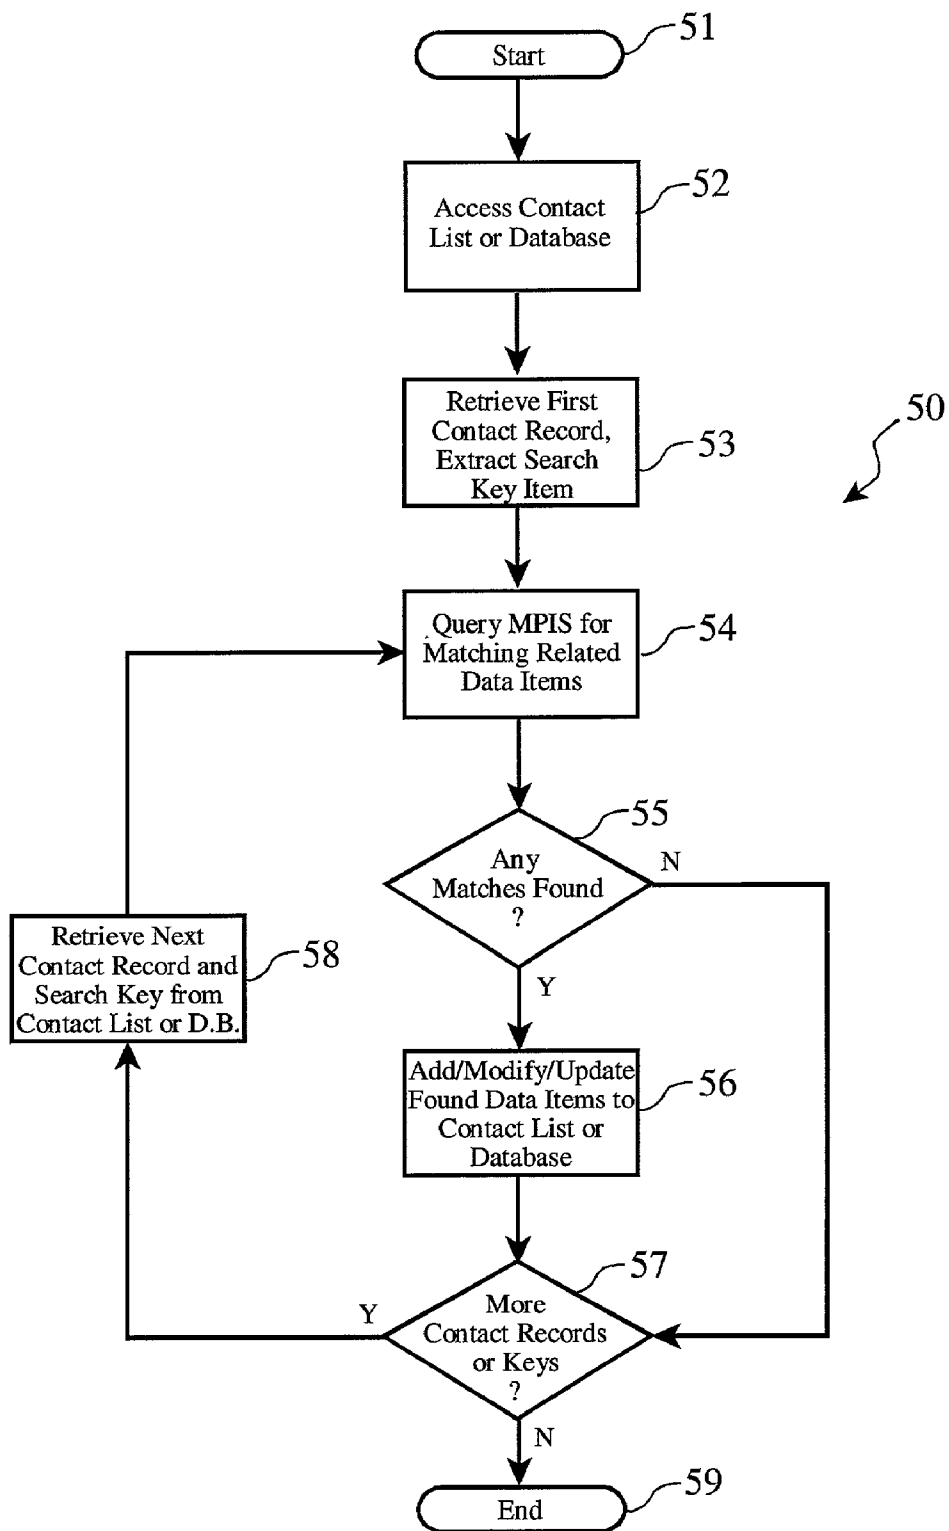 Start
51
Access Contact
List or Database
52
Retrieve First
Contact Record,
Extract Search
Key Item
53
50
Query MPIS for
Matching Related
Data Items
54
Any
Matches Found
?
55
N
Y
Retrieve Next
Contact Record and
Search Key from
Contact List or D.B.
58
Add/Modify/Update
Found Data Items to
Contact List or
Database
56
More
Contact Records
or Keys
?
57
Y
N
End
59